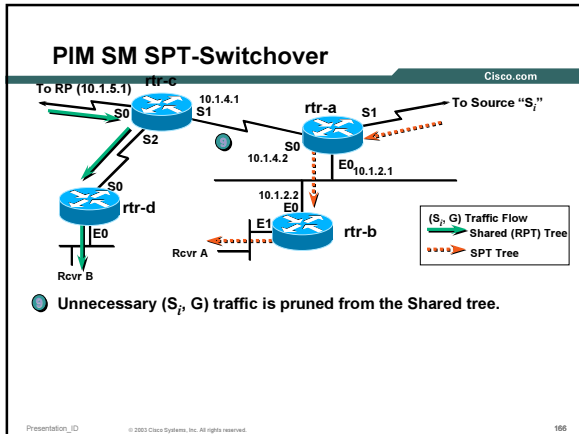 PIM SM SPT-Switchover
Cisco.com
To RP (10.1.5.1)
rtr-c
S0
10.1.4.1
S1
S2
rtr-a
S1
To Source "Si"
S0
10.1.4.2
E0
10.1.2.1
S0
rtr-d
E0
Rcvr B
10.1.2.2
E0
E1
rtr-b
Rcvr A
(Si, G) Traffic Flow
Shared (RPT) Tree
SPT Tree
Unnecessary (Si, G) traffic is pruned from the Shared tree.
Presentation_ID
© 2003 Cisco Systems, Inc. All rights reserved.
166